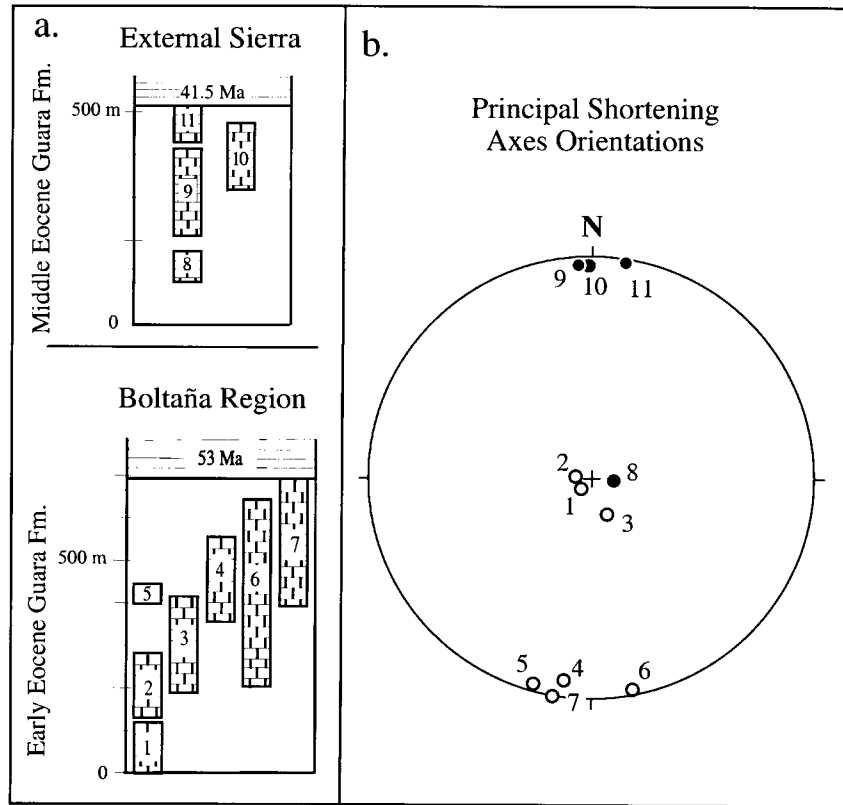 a.
External Sierra
Middle Eocene Guara Fm.
41.5 Ma
500 m
11
10
9
8
0
Boltaña Region
Early Eocene Guara Fm.
53 Ma
500 m
7
4
6
5
3
2
1
0
b.
Principal Shortening
Axes Orientations
N
9
10
11
2
8
1
3
5
4
6
7